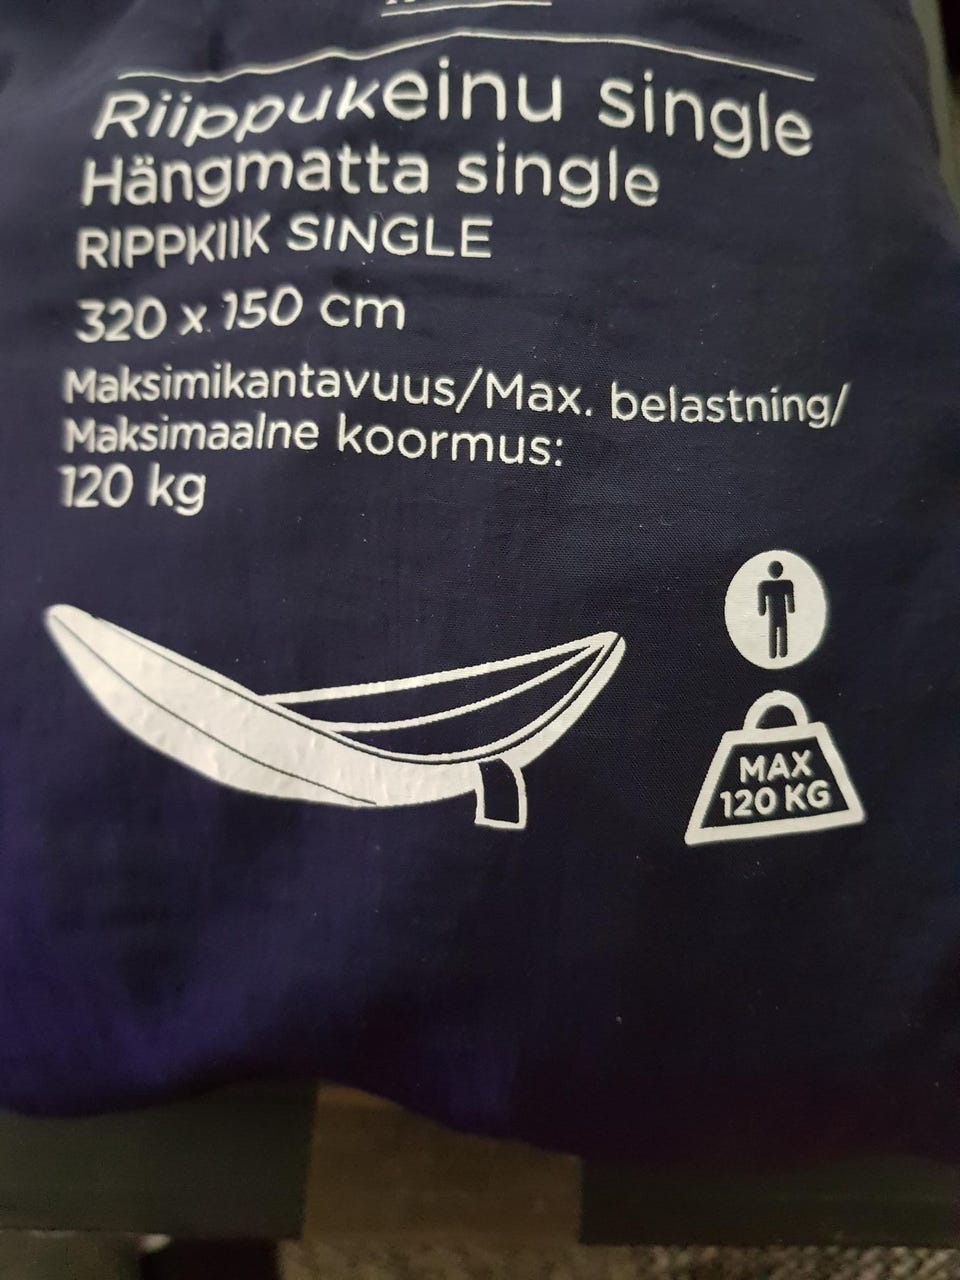 Riippukeinu single
Hängmatta single
RIPPKIIK SINGLE
320 x 150 cm
Maksimikantavuus/Max. belastning/
Maksimaalne koormus:
120 kg
MAX
120 KG